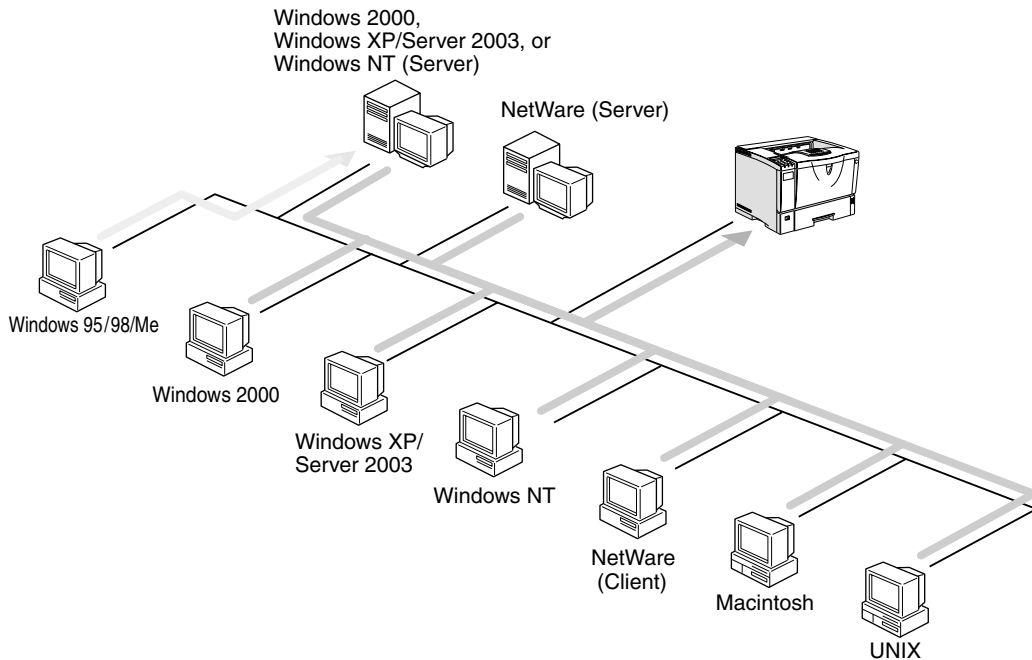 Windows 2000,
Windows XP/Server 2003, or
Windows NT (Server)
NetWare (Server)
Windows 95/98/Me
Windows 2000
Windows XP/
Server 2003
Windows NT
NetWare
(Client)
Macintosh
UNIX